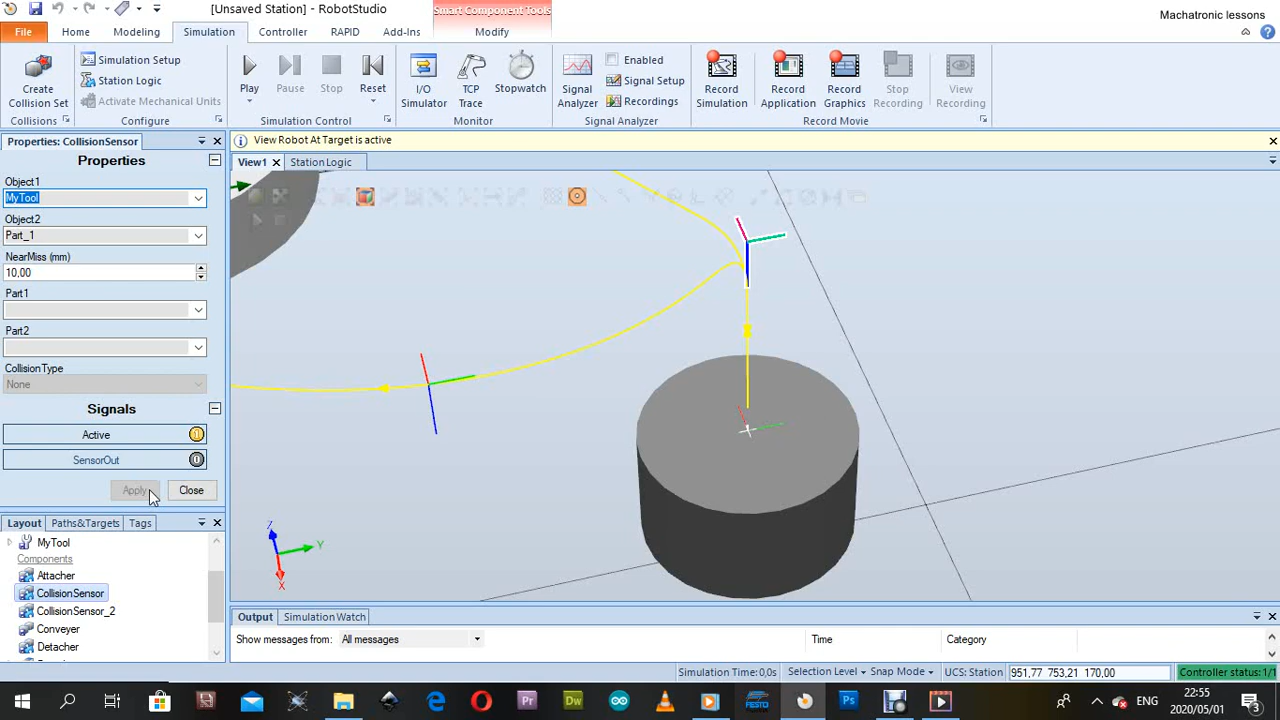 [Unsaved Station] - RobotStudio
Smart Component Tools
Machatronic lessons
File
Home
Modeling
Simulation
Controller
RAPID
Add-Ins
Modify
Create Collision Set
Collisions
Simulation Setup
Station Logic
Activate Mechanical Units
Configure
Play
Pause
Stop
Reset
Simulation Control
I/O Simulator
TCP Trace
Stopwatch
Monitor
Signal Analyzer
Enabled
Signal Setup
Recordings
Signal Analyzer
Record Simulation
Record Application
Record Graphics
Stop Recording
View Recording
Record Movie
Properties: CollisionSensor
Properties
Object1
MyTool
Object2
Part_1
NearMiss (mm)
10,00
Part1
Part2
CollisionType
None
Signals
Active
SensorOut
Apply
Close
View Robot At Target is active
View1
Station Logic
Z
Y
X
Layout
Paths&Targets
Tags
MyTool
Components
Attacher
CollisionSensor
CollisionSensor_2
Conveyer
Detacher
Output
Simulation Watch
Show messages from:
All messages
Time
Category
Simulation Time: 0,0s
Selection Level
Snap Mode
UCS: Station
951,77 753,21 170,00
Controller status: 1/1
Pr
Dw
FESTO
Ps
ENG
22:55
2020/05/01
3